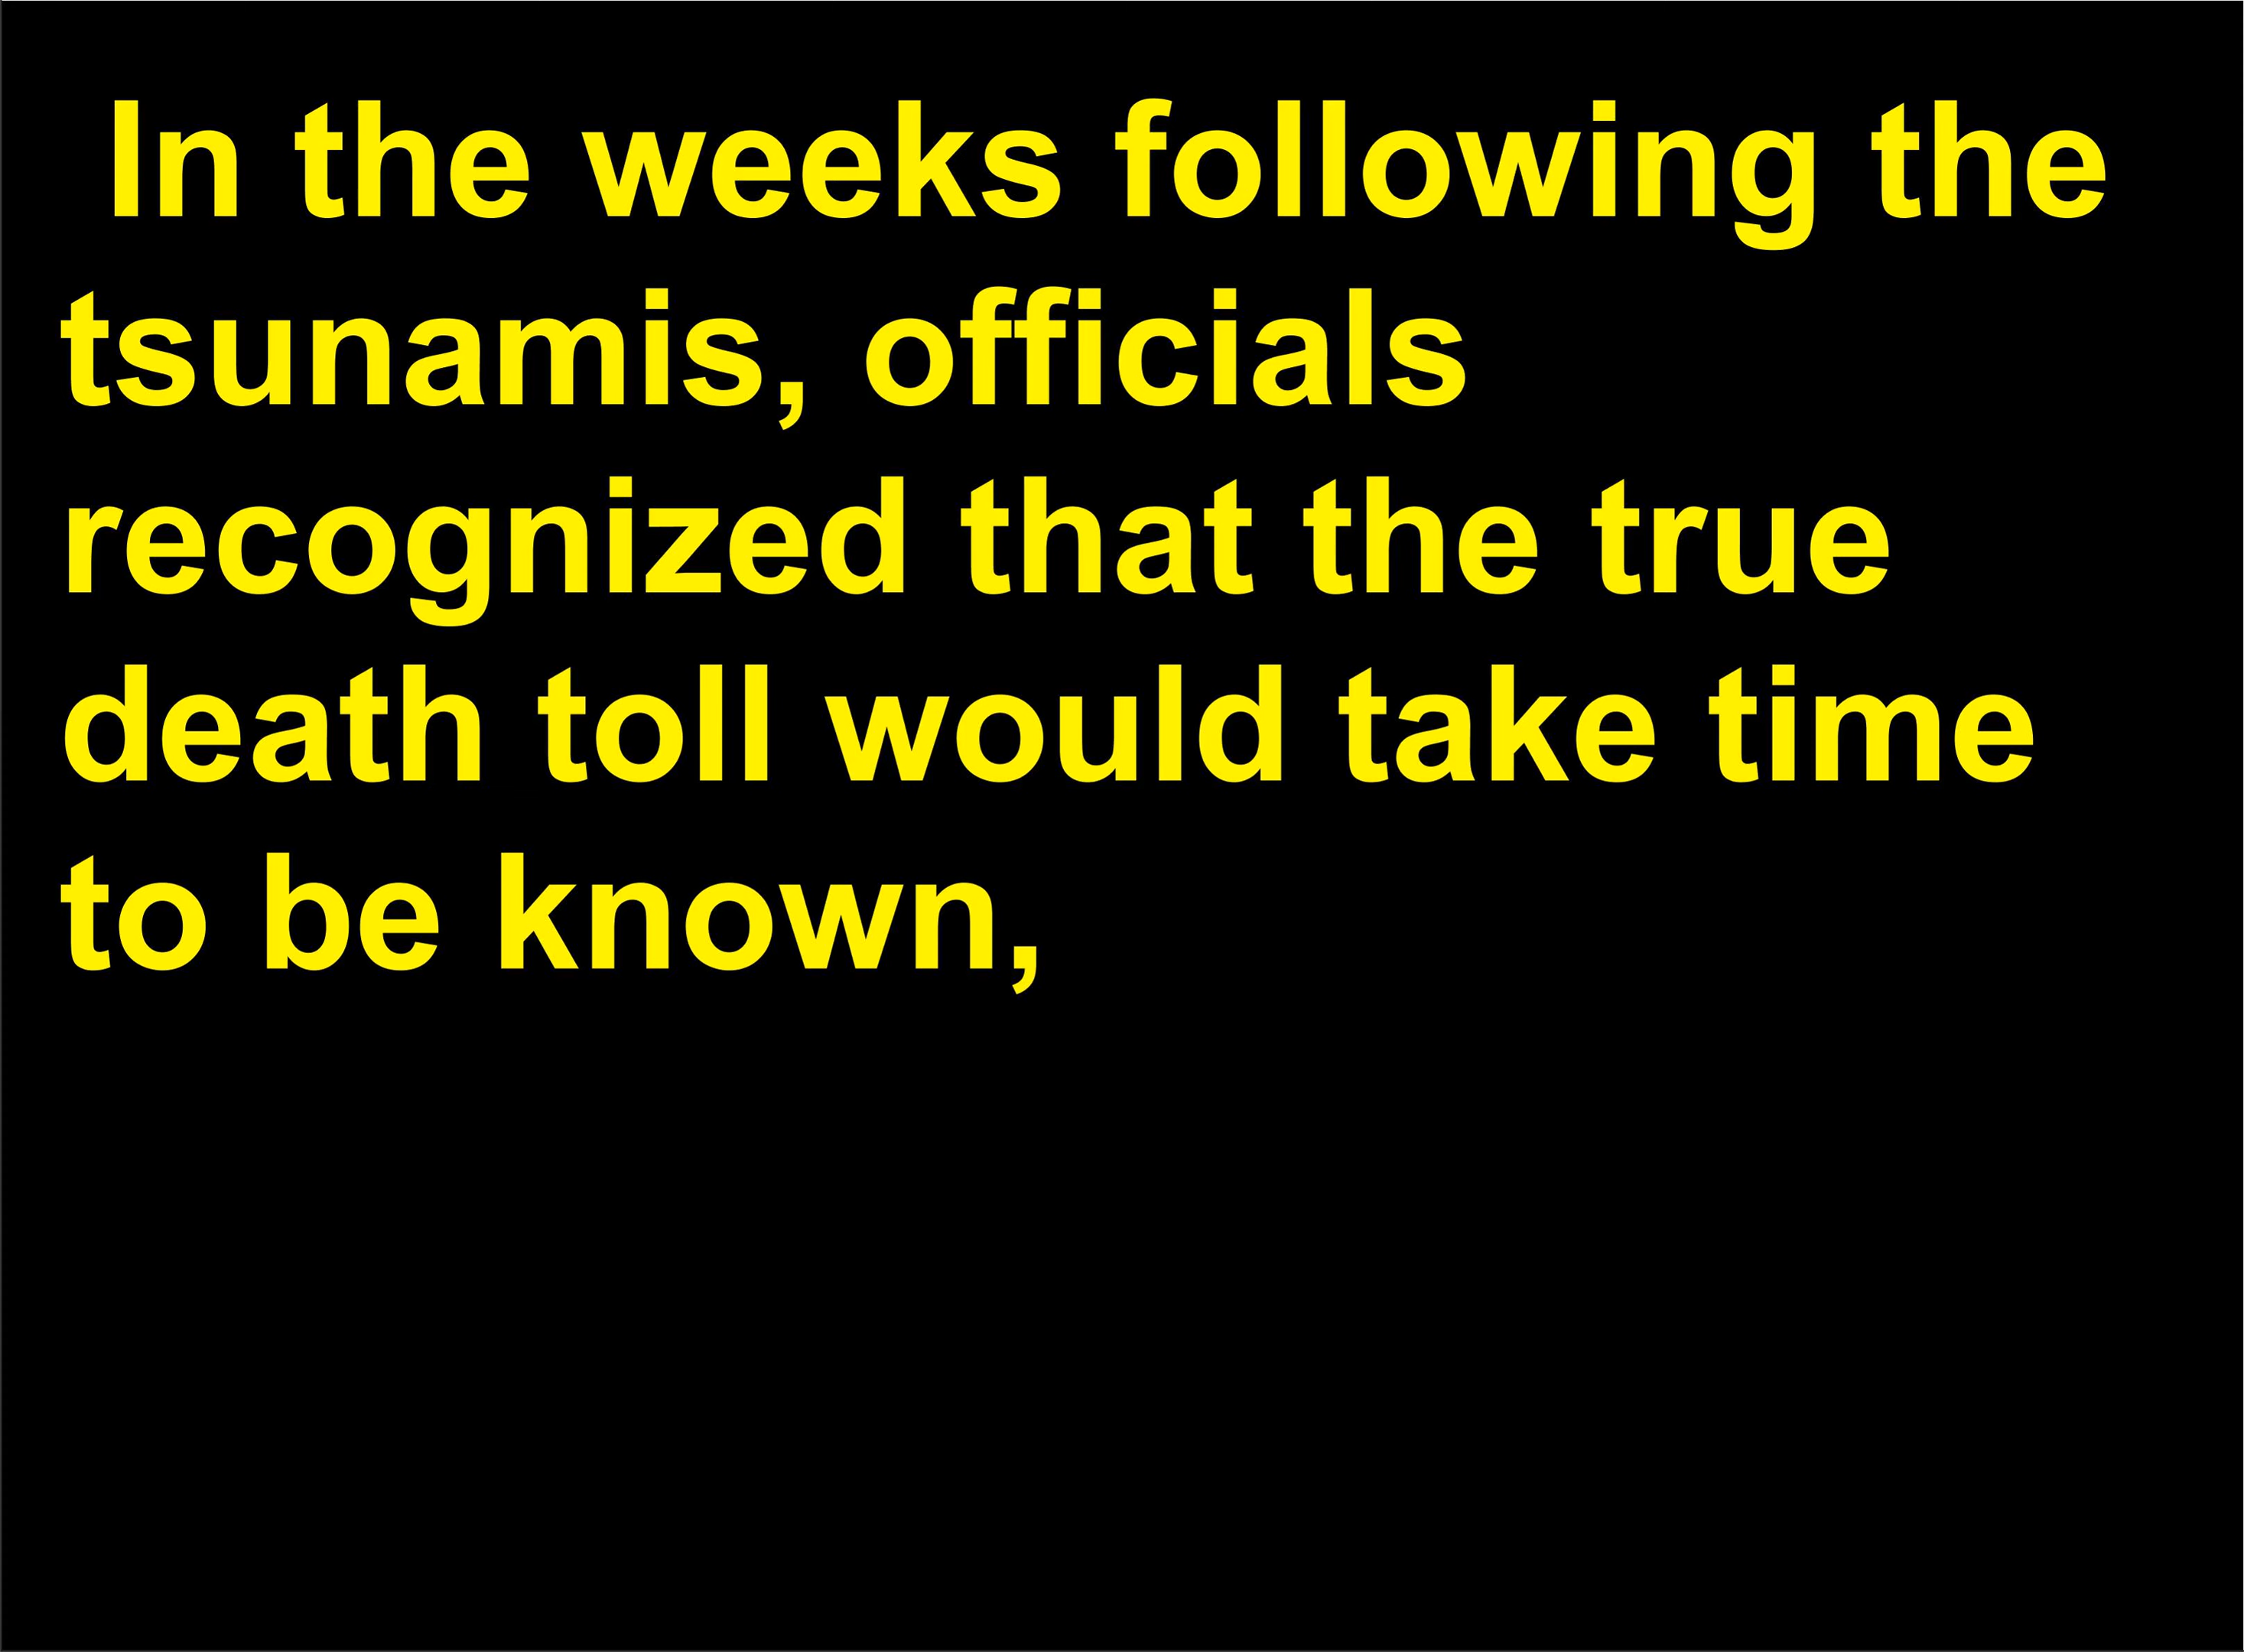 In the weeks following the
tsunamis, officials
recognized that the true
death toll would take time
to be known,